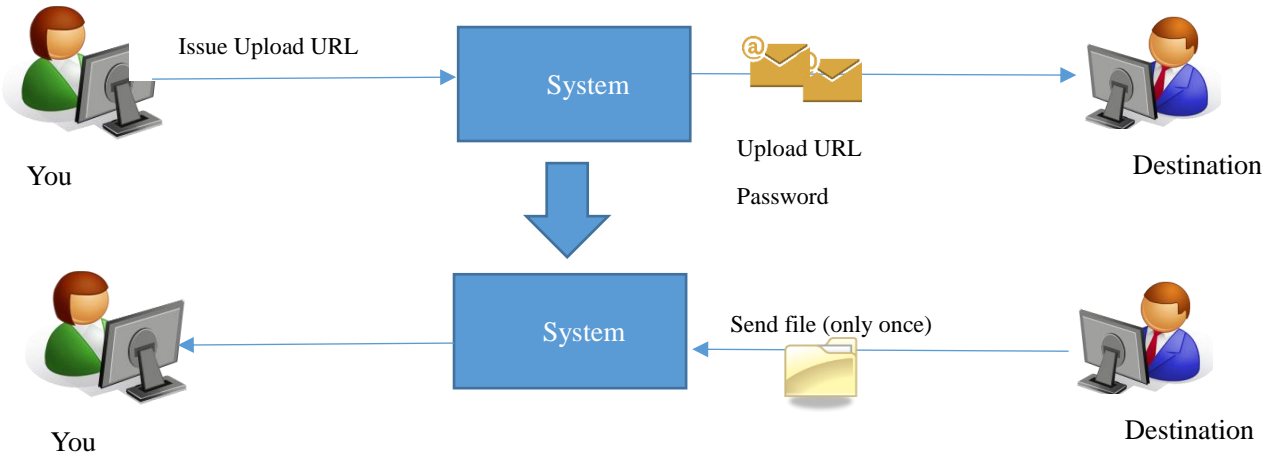 Issue Upload URL
System
@
Upload URL
Password
You
Destination
System
Send file (only once)
You
Destination